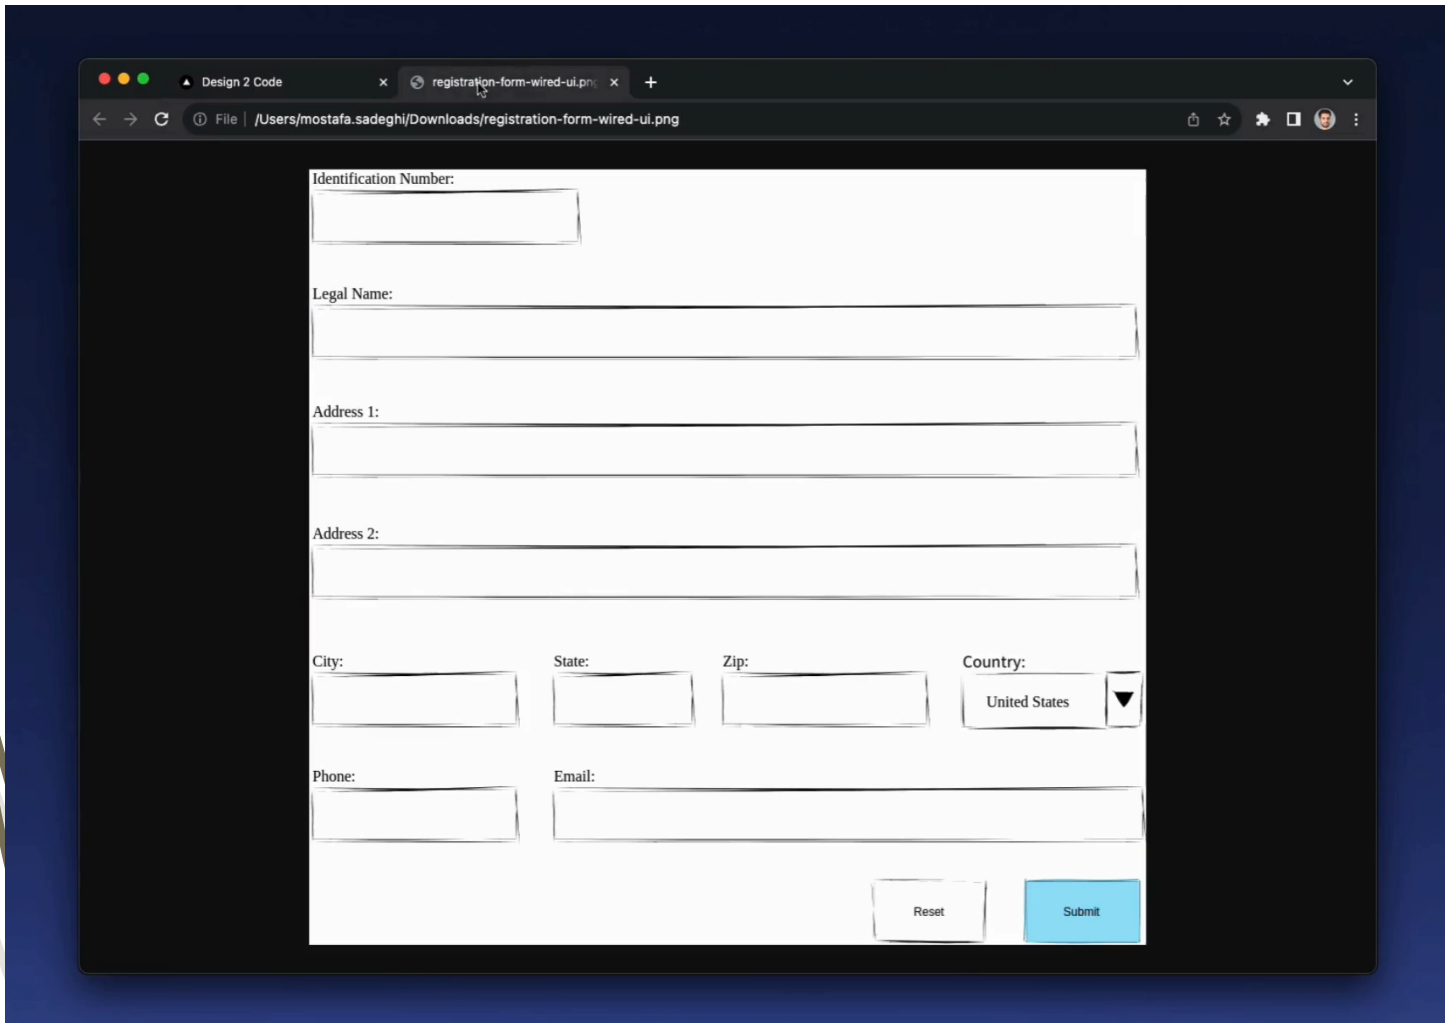 Design 2 Code
registration-form-wired-ui.png
File /Users/mostafa.sadeghi/Downloads/registration-form-wired-ui.png
Identification Number:
Legal Name:
Address 1:
Address 2:
City: State: Zip: Country:
United States
Phone: Email:
Reset Submit